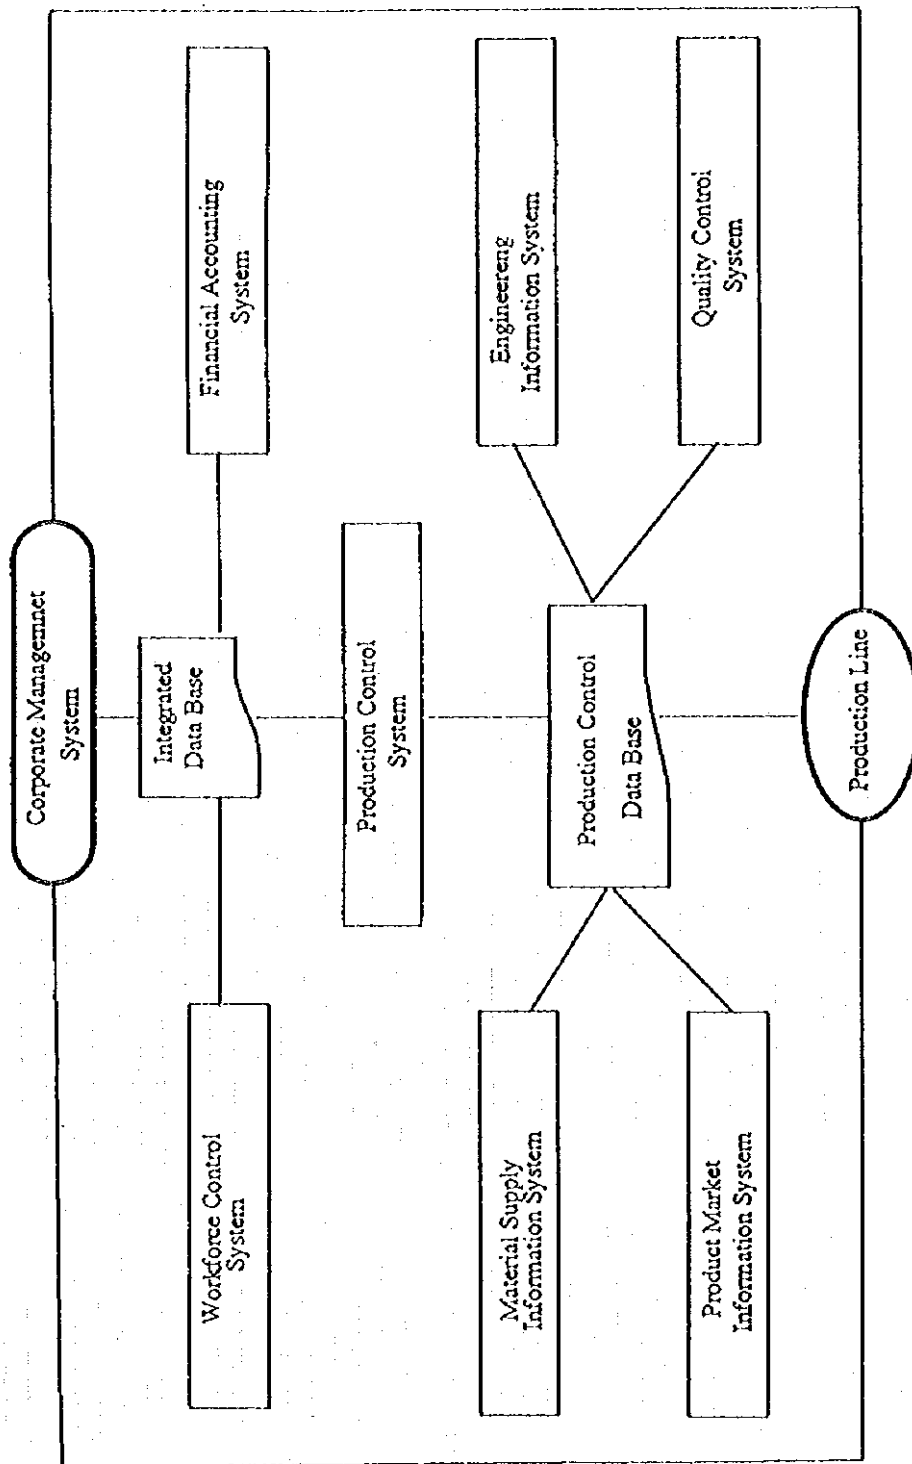 Corporate Managemnet
System
Workforce Control
System
Integrated
Data Base
Financial Accounting
System
Production Control
System
Material Supply
Information System
Engineereng
Information System
Production Control
Data Base
Product Market
Information System
Quality Control
System
Production Line